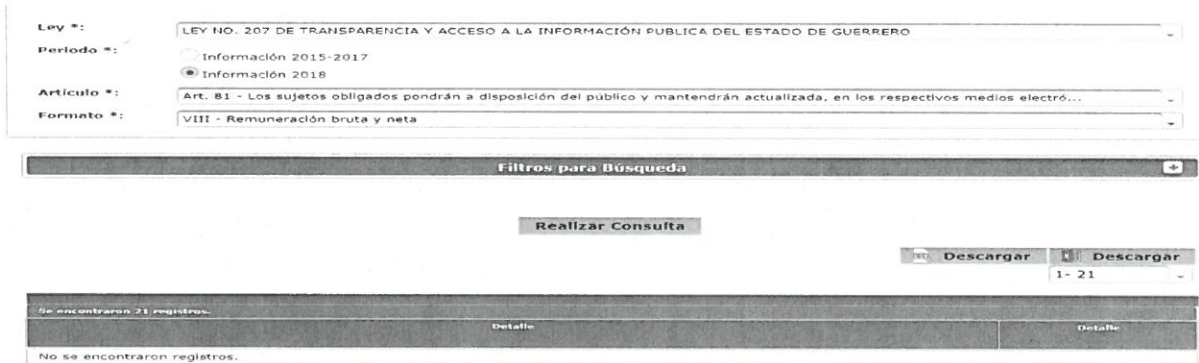 Ley *: LEY NO. 207 DE TRANSPARENCIA Y ACCESO A LA INFORMACIÓN PUBLICA DEL ESTADO DE GUERRERO
Periodo *:
Información 2015-2017
Información 2018
Artículo *: Art. 81 - Los sujetos obligados pondrán a disposición del público y mantendrán actualizada, en los respectivos medios electró...
Formato *: VIII - Remuneración bruta y neta
Filtros para Búsqueda
Realizar Consulta
Descargar Descargar
1- 21
Se encontraron 21 registros.
Detalle Detalle
No se encontraron registros.